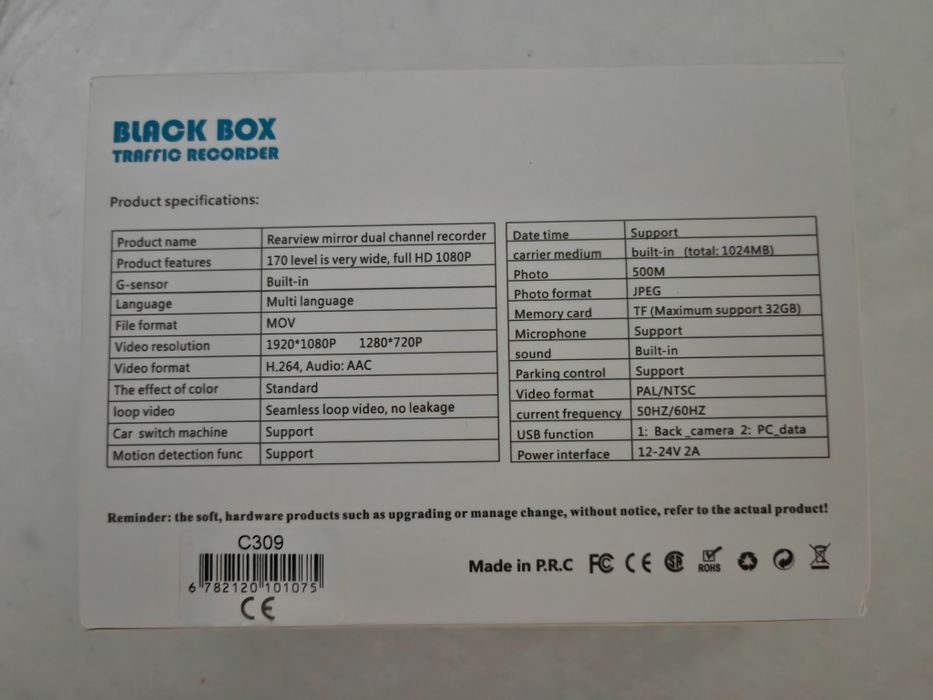 BLACK BOX
TRAFFIC RECORDER
Product specifications:
Product name Rearview mirror dual channel recorder
Product features 170 level is very wide, full HD 1080P
G-sensor Built-in
Language Multi language
File format MOV
Video resolution 1920*1080P 1280*720P
Video format H.264, Audio: AAC
The effect of color Standard
loop video Seamless loop video, no leakage
Car switch machine Support
Motion detection func Support
Date time Support
carrier medium built-in (total: 1024MB)
Photo 500M
Photo format JPEG
Memory card TF (Maximum support 32GB)
Microphone Support
sound Built-in
Parking control Support
Video format PAL/NTSC
current frequency 50HZ/60HZ
USB function 1: Back_camera 2: PC_data
Power interface 12-24V 2A
Reminder: the soft, hardware products such as upgrading or manage change, without notice, refer to the actual product!
C309
6 782120 101075
CE
Made in P.R.C FC CE SR ROHS